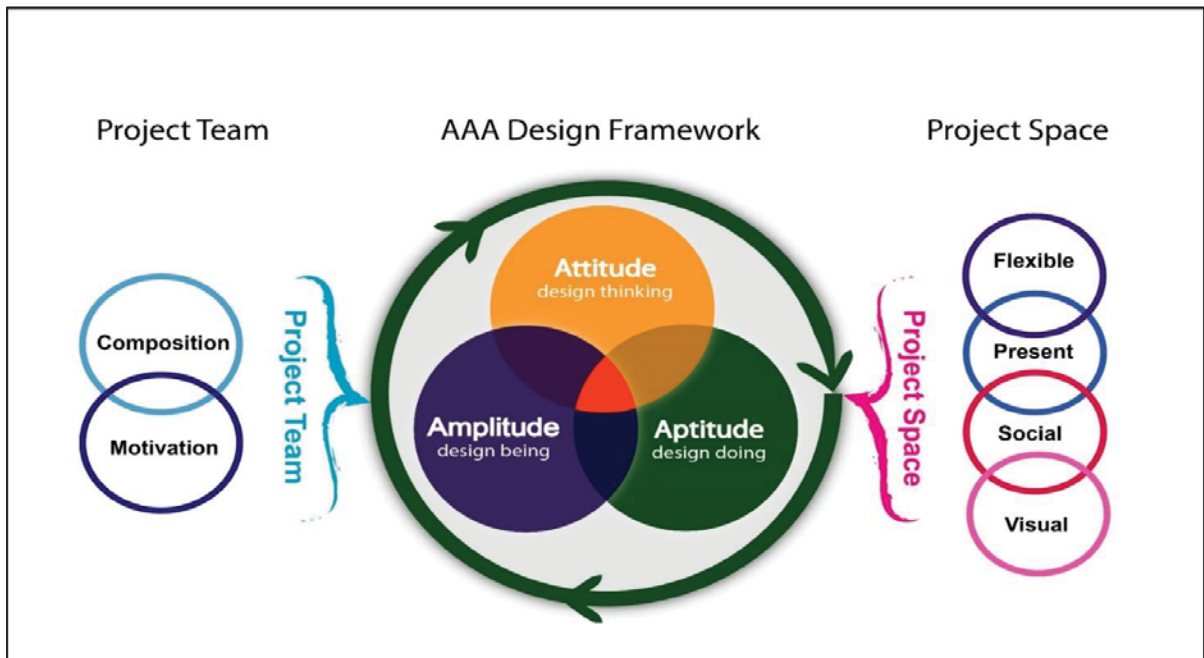 Project Team
AAA Design Framework
Project Space
Composition
Motivation
Project Team
Attitude
design thinking
Amplitude
design being
Aptitude
design doing
Project Space
Flexible
Present
Social
Visual